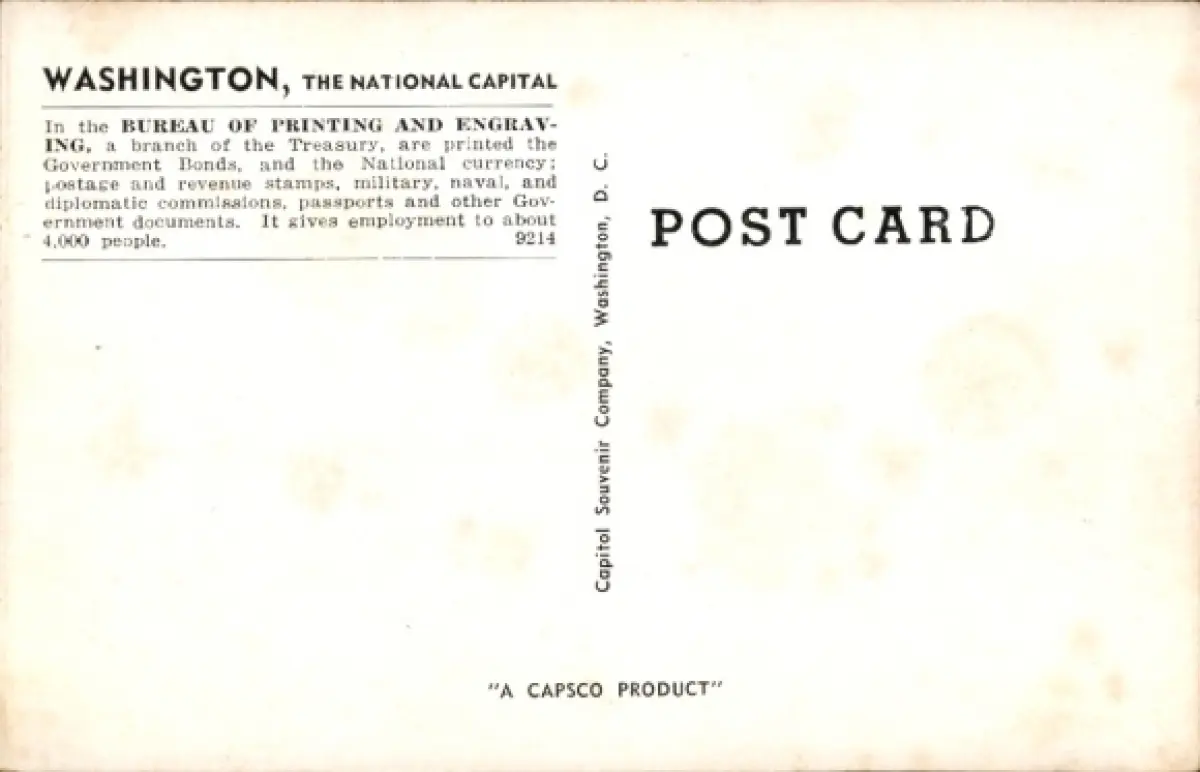 WASHINGTON, THE NATIONAL CAPITAL
In the BUREAU OF PRINTING AND ENGRAV-
ING, a branch of the Treasury, are printed the
Government Bonds, and the National currency;
postage and revenue stamps, military, naval, and
diplomatic commissions, passports and other Gov-
ernment documents. It gives employment to about
4,000 people. 9214
Capitol Souvenir Company, Washington, D. C.
POST CARD
"A CAPSCO PRODUCT"